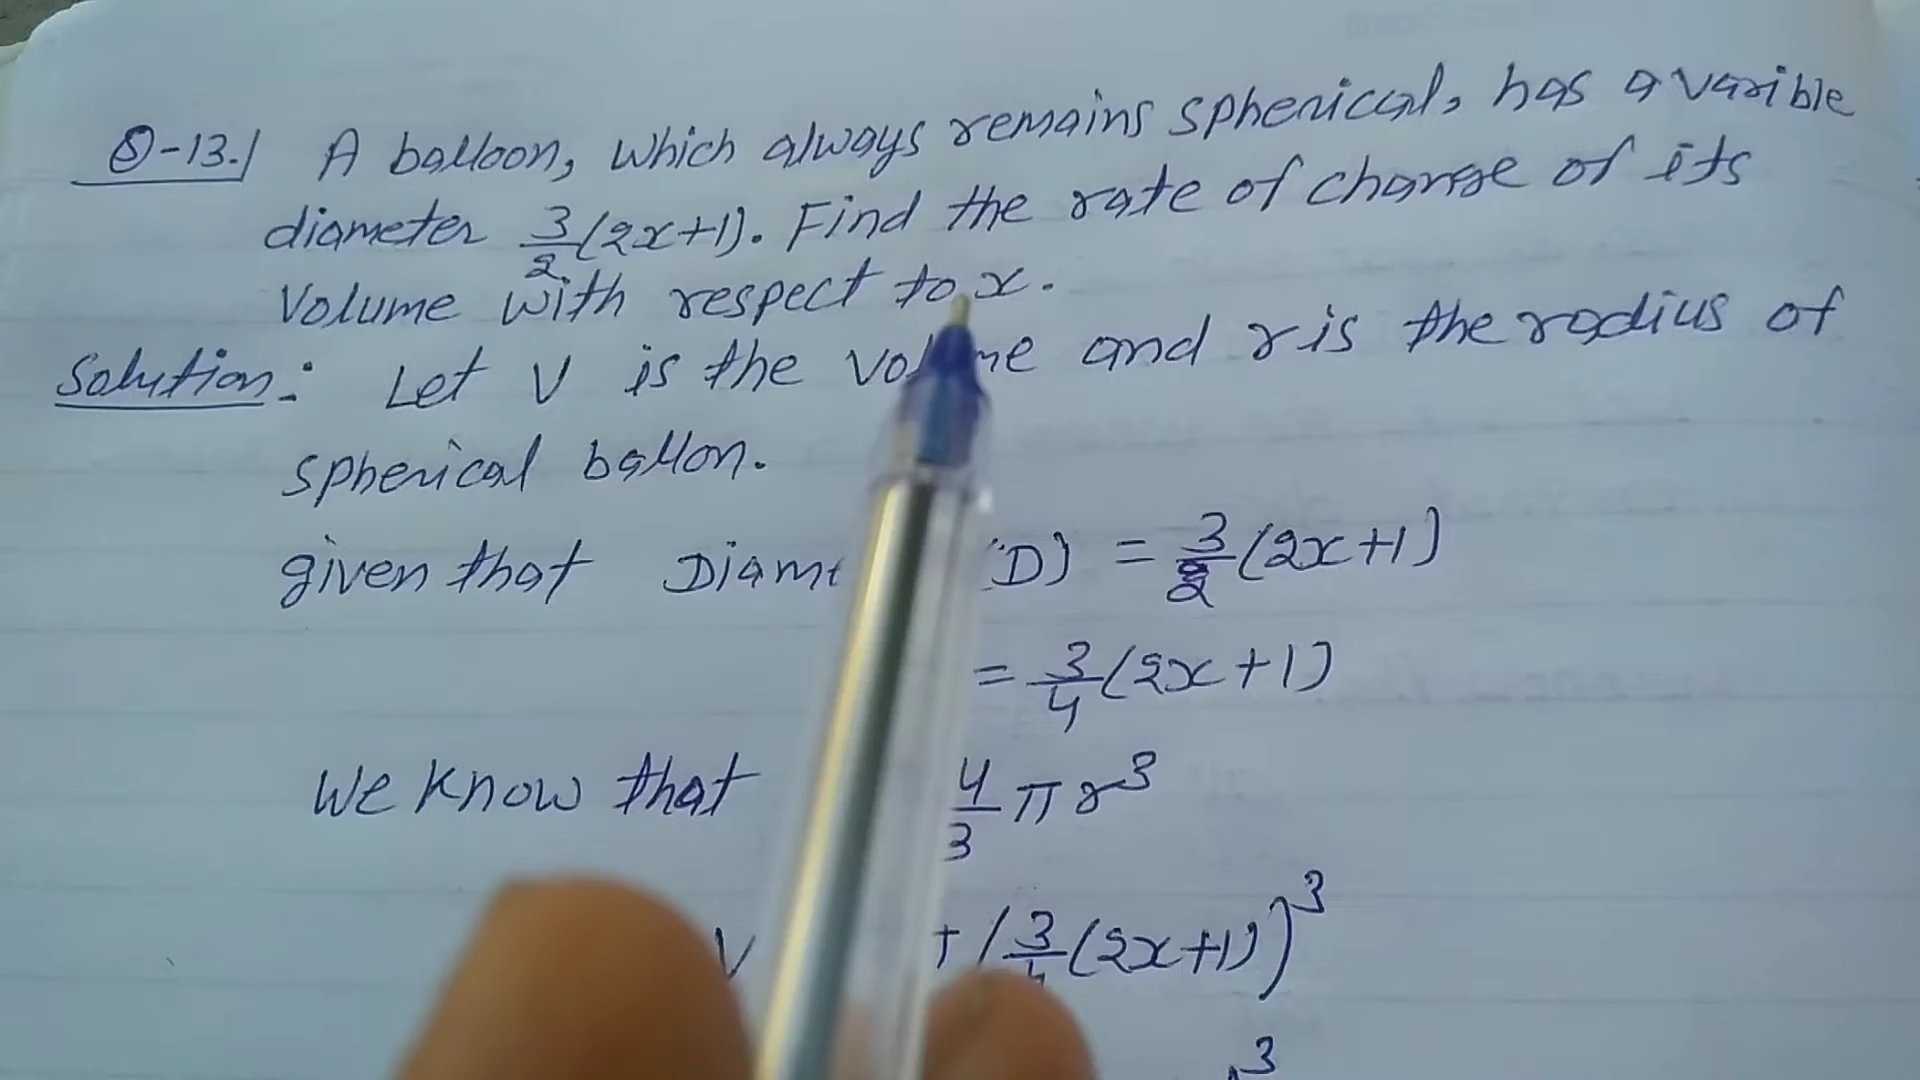 Q-13.| A balloon, which always remains spherical, has a varible
diameter 3/2(2x+1). Find the rate of change of its
Volume with respect to x.
Solution: Let V is the and r is the radius of
spherical ballon.
given that (D) = 3/2(2x+1)
= 3/4(2x+1)
We know that 4/3 π r³
V (3/4(2x+1))³
3